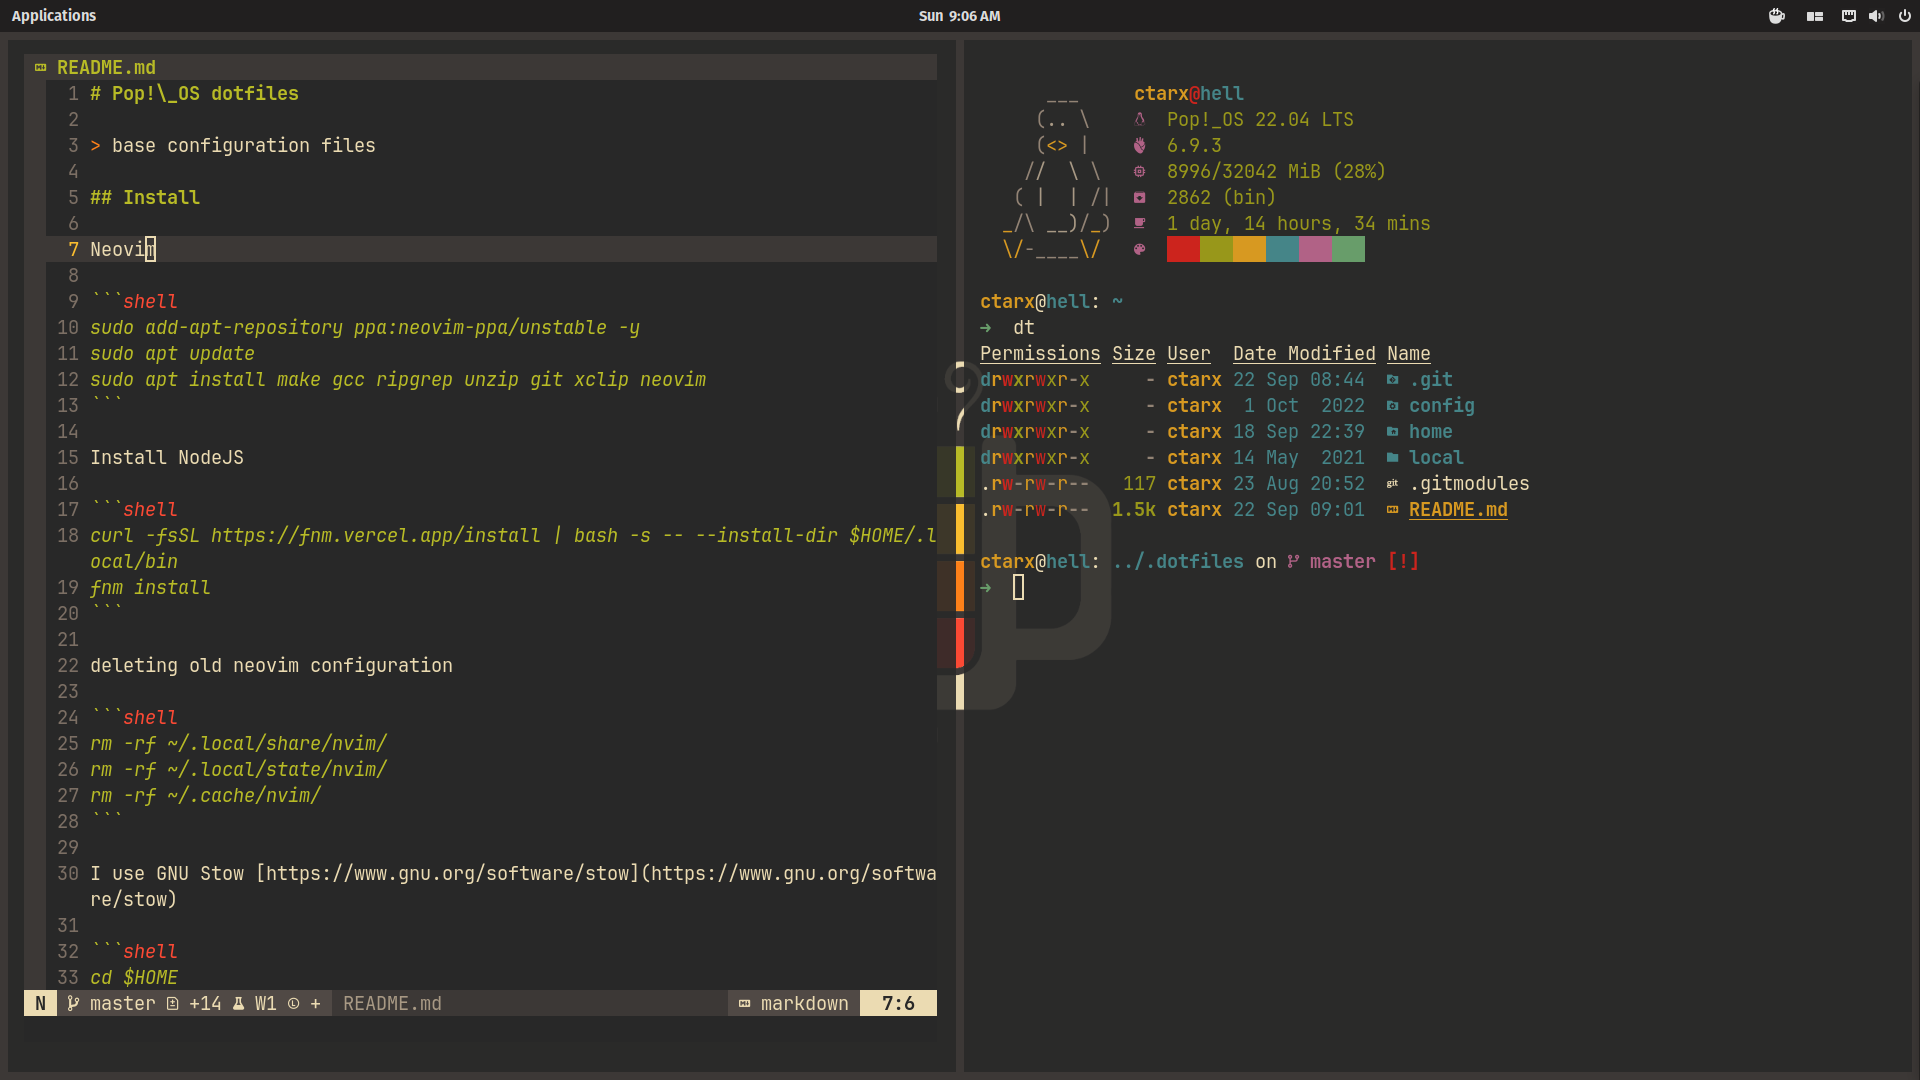 Applications
Sun 9:06 AM
README.md
1 # Pop!\_OS dotfiles
2
3 > base configuration files
4
5 ## Install
6
7 Neovim
8
9 ```shell
10 sudo add-apt-repository ppa:neovim-ppa/unstable -y
11 sudo apt update
12 sudo apt install make gcc ripgrep unzip git xclip neovim
13 ```
14
15 Install NodeJS
16
17 ```shell
18 curl -fsSL https://fnm.vercel.app/install | bash -s -- --install-dir $HOME/.l
ocal/bin
19 fnm install
20 ```
21
22 deleting old neovim configuration
23
24 ```shell
25 rm -rf ~/.local/share/nvim/
26 rm -rf ~/.local/state/nvim/
27 rm -rf ~/.cache/nvim/
28 ```
29
30 I use GNU Stow [https://www.gnu.org/software/stow](https://www.gnu.org/softwa
re/stow)
31
32 ```shell
33 cd $HOME
N master +14 W1 + README.md markdown 7:6
ctarx@hell
Pop!_OS 22.04 LTS
6.9.3
8996/32042 MiB (28%)
2862 (bin)
1 day, 14 hours, 34 mins
ctarx@hell: ~
➜ dt
Permissions Size User Date Modified Name
drwxrwxr-x - ctarx 22 Sep 08:44 .git
drwxrwxr-x - ctarx 1 Oct 2022 config
drwxrwxr-x - ctarx 18 Sep 22:39 home
drwxrwxr-x - ctarx 14 May 2021 local
.rw-rw-r-- 117 ctarx 23 Aug 20:52 git .gitmodules
.rw-rw-r-- 1.5k ctarx 22 Sep 09:01 README.md
ctarx@hell: ../.dotfiles on master [!]
➜